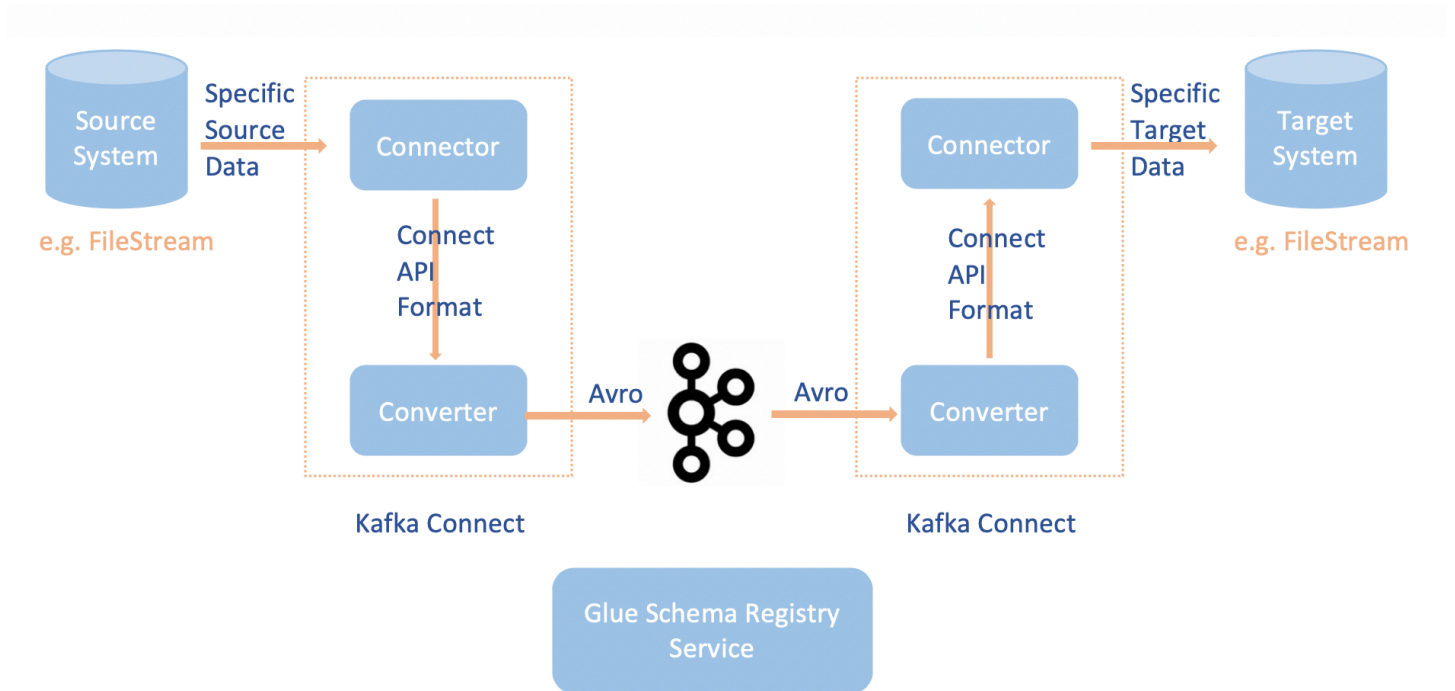 Source
System
e.g. FileStream
Specific
Source
Data
Connector
Connect
API
Format
Converter
Kafka Connect
Avro
Avro
Connector
Connect
API
Format
Converter
Kafka Connect
Specific
Target
Data
Target
System
e.g. FileStream
Glue Schema Registry
Service